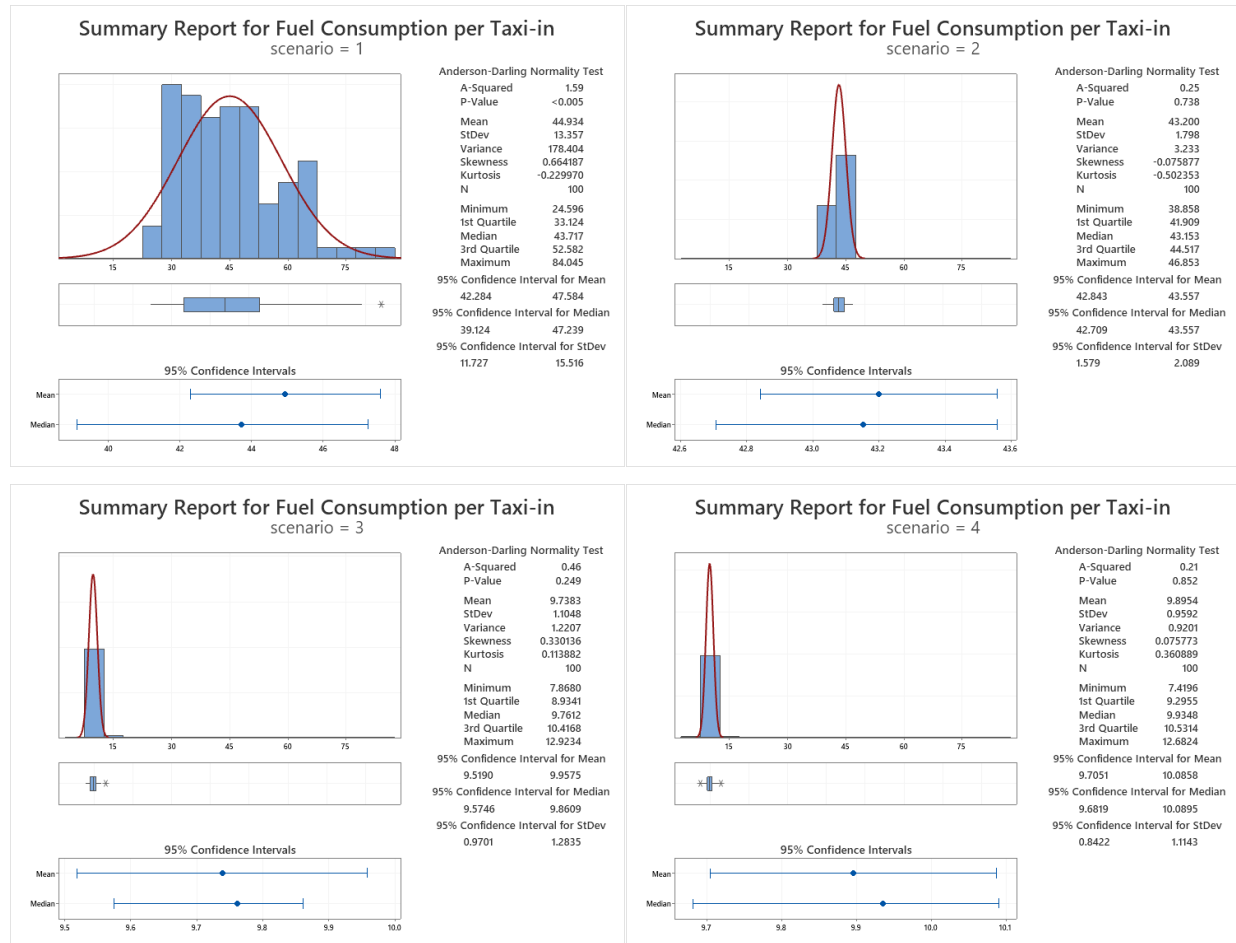 Summary Report for Fuel Consumption per Taxi-in
scenario = 1
Anderson-Darling Normality Test
A-Squared 1.59
P-Value <0.005
Mean 44.934
StDev 13.357
Variance 178.404
Skewness 0.664187
Kurtosis -0.229970
N 100
Minimum 24.596
1st Quartile 33.124
Median 43.717
3rd Quartile 52.582
Maximum 84.045
95% Confidence Interval for Mean
42.284 47.584
95% Confidence Interval for Median
39.124 47.239
95% Confidence Interval for StDev
11.727 15.516
15 30 45 60 75
95% Confidence Intervals
Mean
Median
40 42 44 46 48
Summary Report for Fuel Consumption per Taxi-in
scenario = 2
Anderson-Darling Normality Test
A-Squared 0.25
P-Value 0.738
Mean 43.200
StDev 1.798
Variance 3.233
Skewness -0.075877
Kurtosis -0.502353
N 100
Minimum 38.858
1st Quartile 41.909
Median 43.153
3rd Quartile 44.517
Maximum 46.853
95% Confidence Interval for Mean
42.843 43.557
95% Confidence Interval for Median
42.709 43.557
95% Confidence Interval for StDev
1.579 2.089
15 30 45 60 75
95% Confidence Intervals
Mean
Median
42.6 42.8 43.0 43.2 43.4 43.6
Summary Report for Fuel Consumption per Taxi-in
scenario = 3
Anderson-Darling Normality Test
A-Squared 0.46
P-Value 0.249
Mean 9.7383
StDev 1.1048
Variance 1.2207
Skewness 0.330136
Kurtosis 0.113882
N 100
Minimum 7.8680
1st Quartile 8.9341
Median 9.7612
3rd Quartile 10.4168
Maximum 12.9234
95% Confidence Interval for Mean
9.5190 9.9575
95% Confidence Interval for Median
9.5746 9.8609
95% Confidence Interval for StDev
0.9701 1.2835
15 30 45 60 75
95% Confidence Intervals
Mean
Median
9.5 9.6 9.7 9.8 9.9 10.0
Summary Report for Fuel Consumption per Taxi-in
scenario = 4
Anderson-Darling Normality Test
A-Squared 0.21
P-Value 0.852
Mean 9.8954
StDev 0.9592
Variance 0.9201
Skewness 0.075773
Kurtosis 0.360889
N 100
Minimum 7.4196
1st Quartile 9.2955
Median 9.9348
3rd Quartile 10.5314
Maximum 12.6824
95% Confidence Interval for Mean
9.7051 10.0858
95% Confidence Interval for Median
9.6819 10.0895
95% Confidence Interval for StDev
0.8422 1.1143
15 30 45 60 75
95% Confidence Intervals
Mean
Median
9.7 9.8 9.9 10.0 10.1